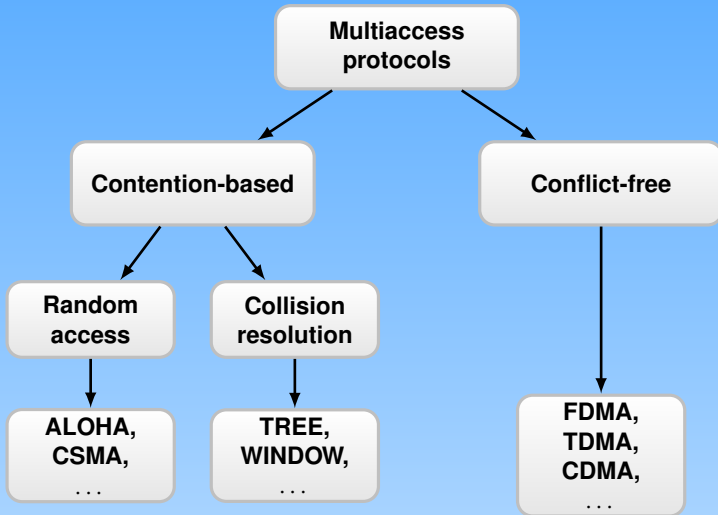 Multiaccess
protocols
Contention-based
Conflict-free
Random
access
Collision
resolution
ALOHA,
CSMA,
. . .
TREE,
WINDOW,
. . .
FDMA,
TDMA,
CDMA,
. . .